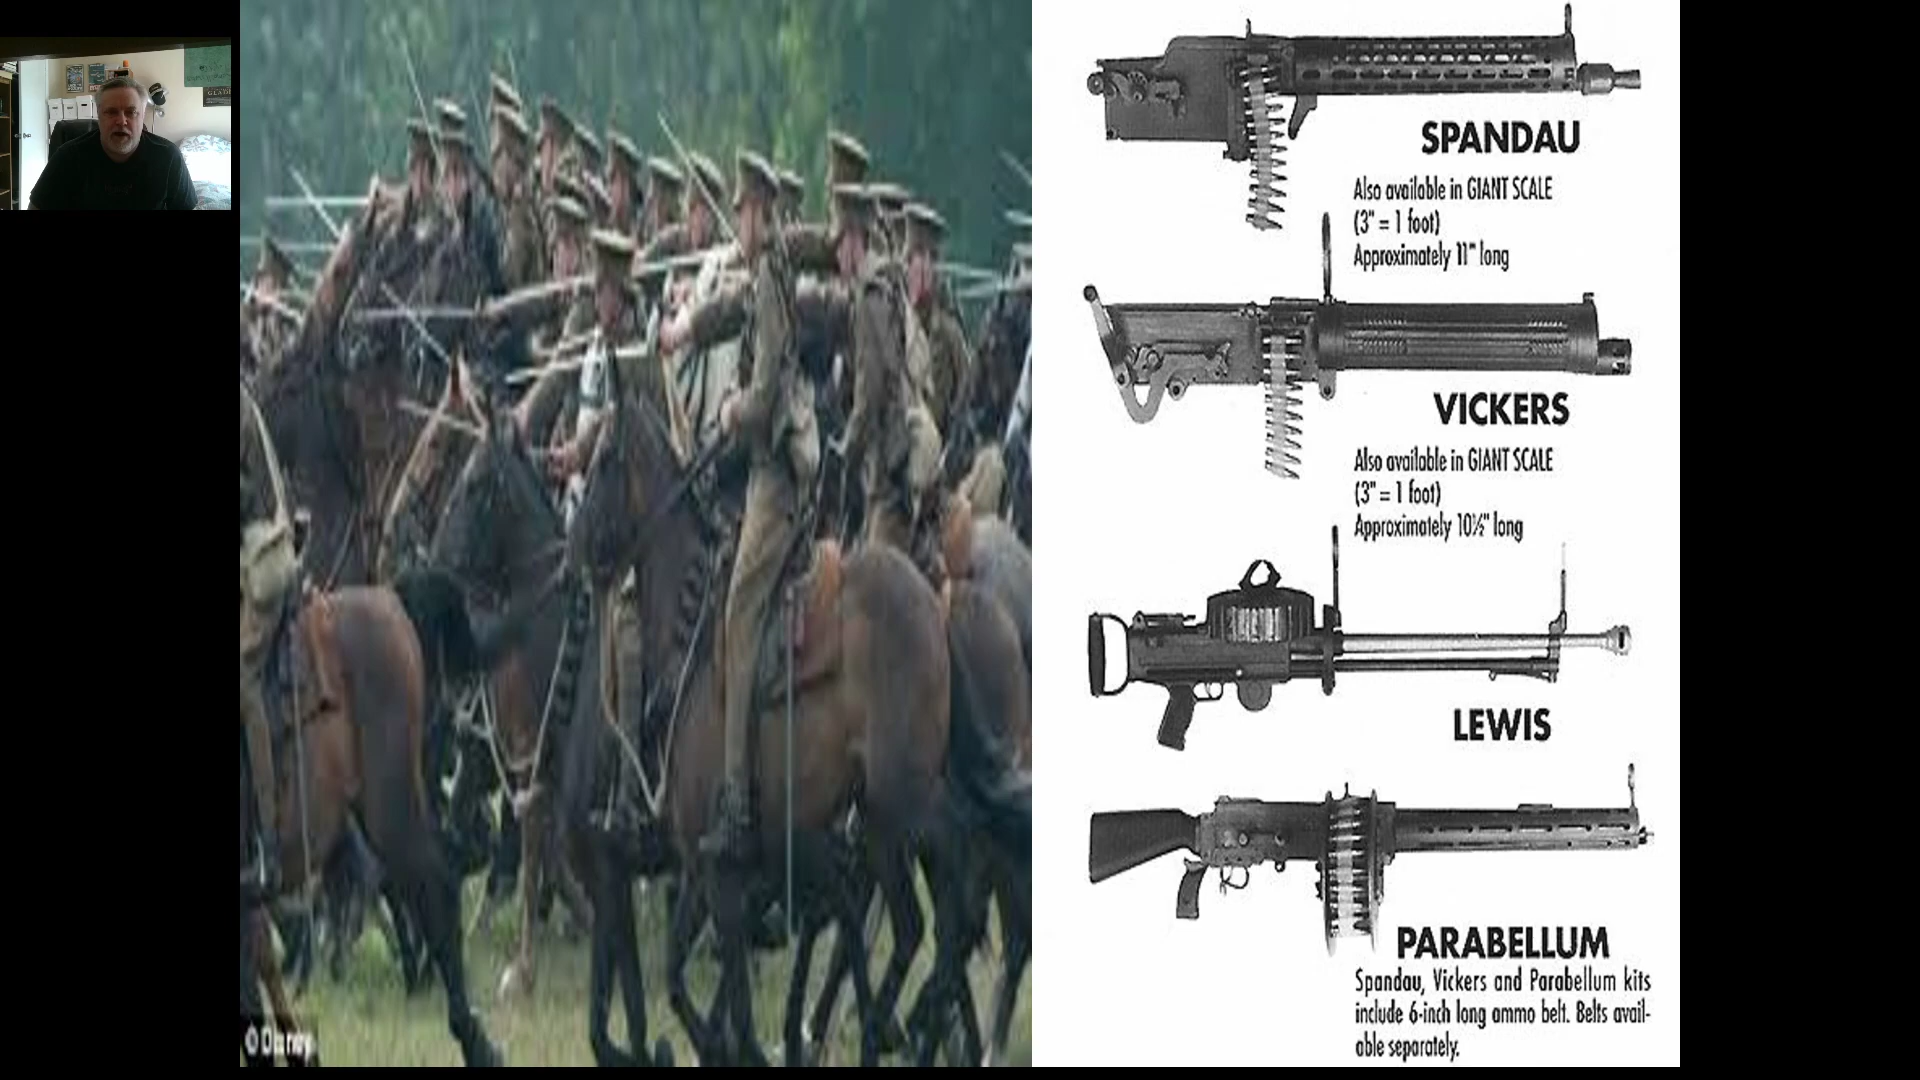 © Disney
SPANDAU
Also available in GIANT SCALE
(3" = 1 foot)
Approximately 11" long
VICKERS
Also available in GIANT SCALE
(3" = 1 foot)
Approximately 10½" long
LEWIS
PARABELLUM
Spandau, Vickers and Parabellum kits
include 6-inch long ammo belt. Belts avail-
able separately.